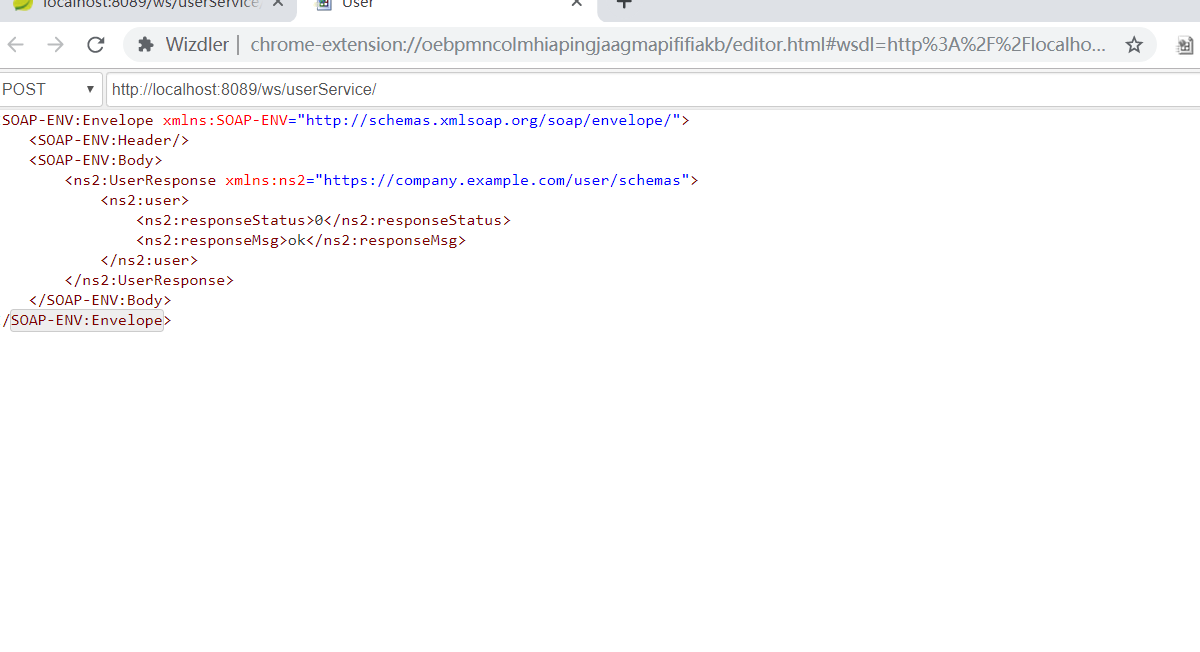 localhost:8089/ws/userService
User
Wizdler | chrome-extension://oebpmncolmhiapingjaagmapififiakb/editor.html#wsdl=http%3A%2F%2Flocalho...
POST http://localhost:8089/ws/userService/
SOAP-ENV:Envelope xmlns:SOAP-ENV="http://schemas.xmlsoap.org/soap/envelope/">
<SOAP-ENV:Header/>
<SOAP-ENV:Body>
<ns2:UserResponse xmlns:ns2="https://company.example.com/user/schemas">
<ns2:user>
<ns2:responseStatus>0</ns2:responseStatus>
<ns2:responseMsg>ok</ns2:responseMsg>
</ns2:user>
</ns2:UserResponse>
</SOAP-ENV:Body>
/SOAP-ENV:Envelope>